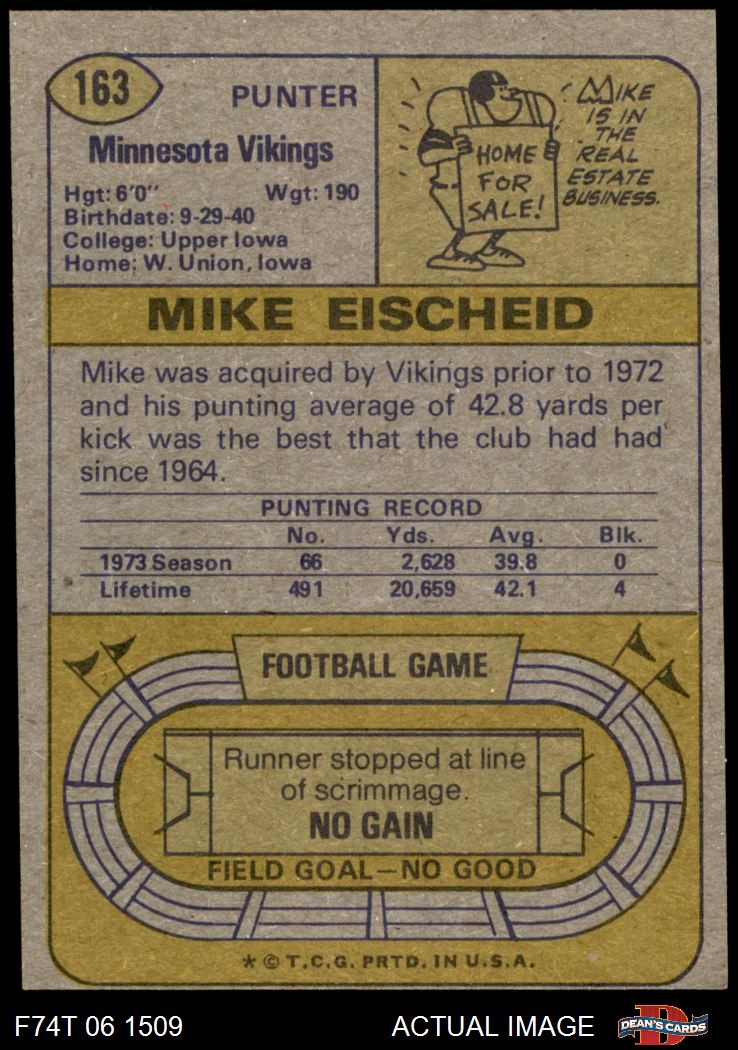 163
PUNTER
Minnesota Vikings
Hgt: 6'0" Wgt: 190
Birthdate: 9-29-40
College: Upper Iowa
Home: W. Union, Iowa
HOME
FOR
SALE!
MIKE
IS IN
THE
REAL
ESTATE
BUSINESS.
MIKE EISCHEID
Mike was acquired by Vikings prior to 1972
and his punting average of 42.8 yards per
kick was the best that the club had had
since 1964.
PUNTING RECORD
No. Yds. Avg. Blk.
1973 Season 66 2,628 39.8 0
Lifetime 491 20,659 42.1 4
FOOTBALL GAME
Runner stopped at line
of scrimmage.
NO GAIN
FIELD GOAL—NO GOOD
* © T.C.G. PRTD. IN U.S.A.
F74T 06 1509 ACTUAL IMAGE
D
DEAN'S CARDS